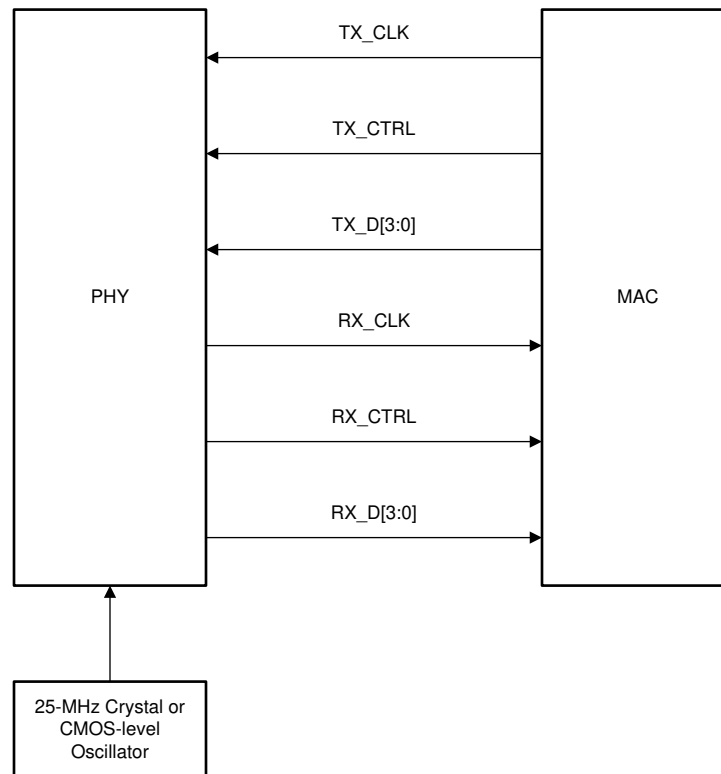 TX_CLK
TX_CTRL
TX_D[3:0]
PHY
MAC
RX_CLK
RX_CTRL
RX_D[3:0]
25-MHz Crystal or
CMOS-level
Oscillator